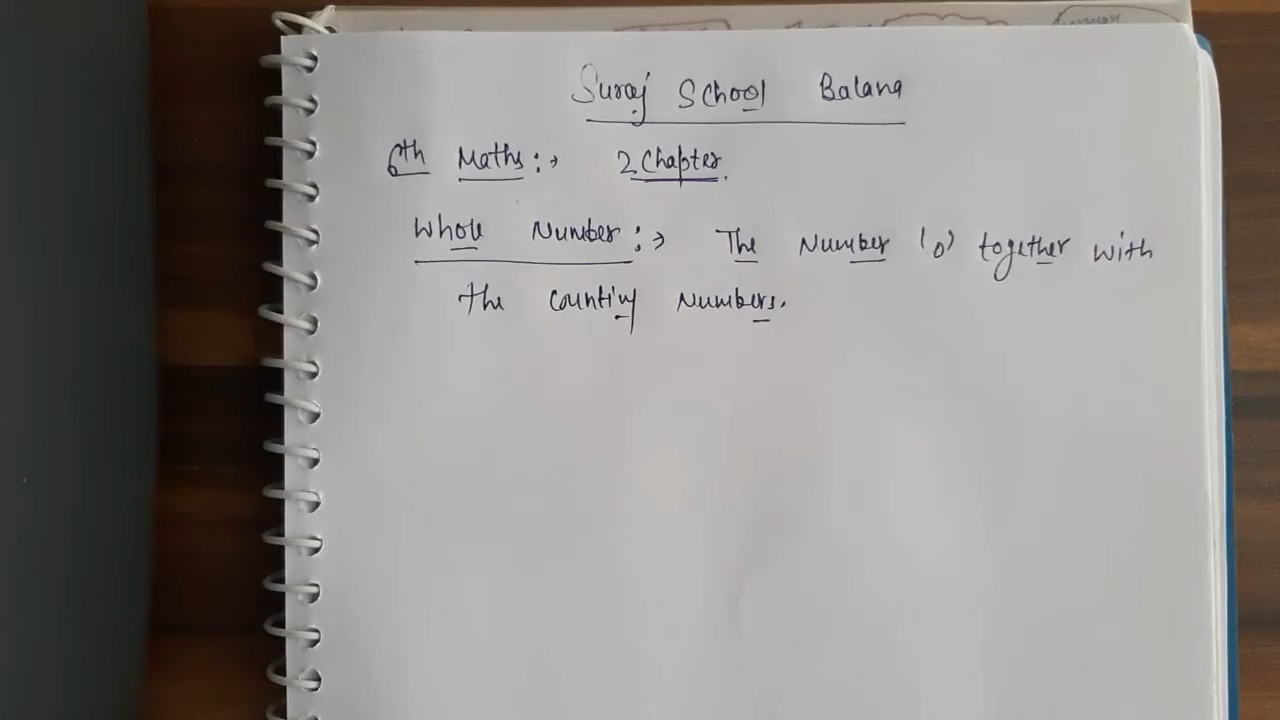 Suraj School Balana
6th Maths :→ 2 Chapter.
Whole Number :→ The Number '0' together with
the counting Numbers.